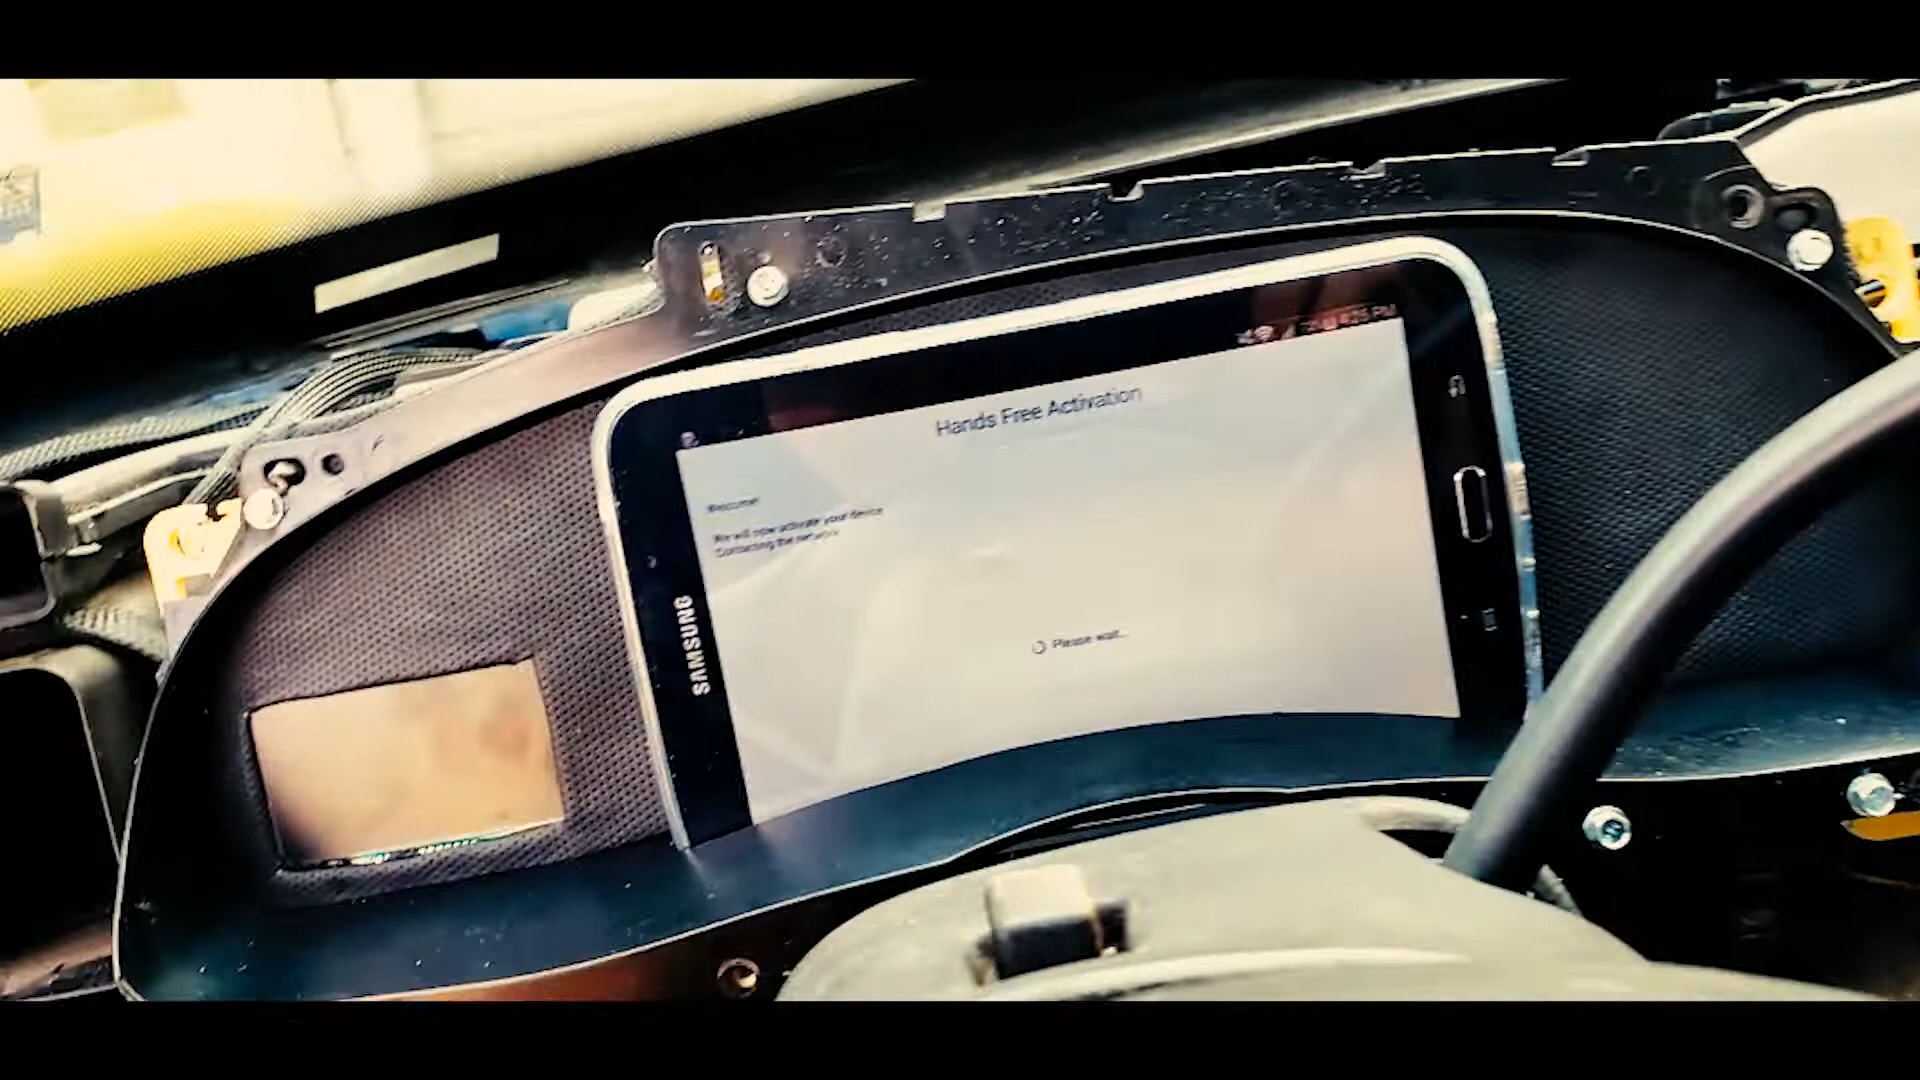 Hands Free Activation
Welcome!
We will now activate your device
Contacting the network
Please wait...
SAMSUNG